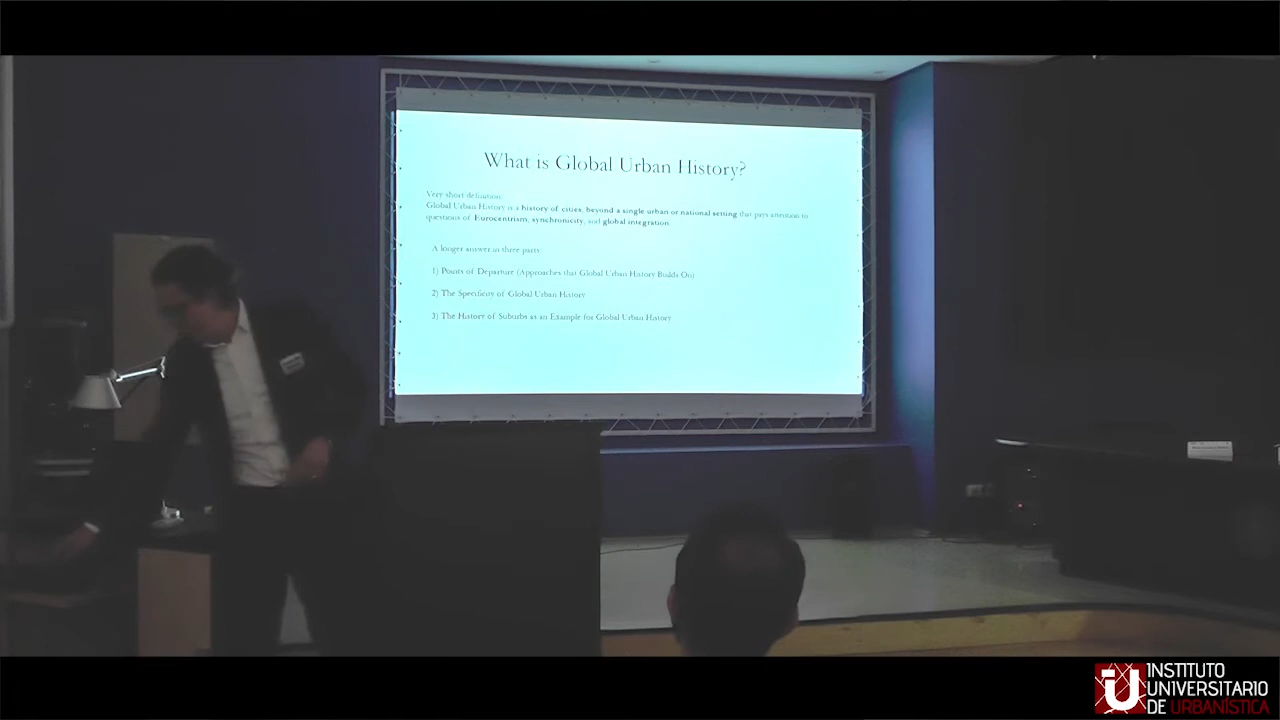 What is Global Urban History?
Very short definition:
Global Urban History is a history of cities, beyond a single urban or national setting that pays attention to
questions of Eurocentrism, synchronicity, and global integration
A longer answer in three parts:
1) Points of Departure (Approaches that Global Urban History Builds On)
2) The Specificity of Global Urban History
3) The History of Suburbs as an Example for Global Urban History
INSTITUTO
UNIVERSITARIO
DE URBANÍSTICA